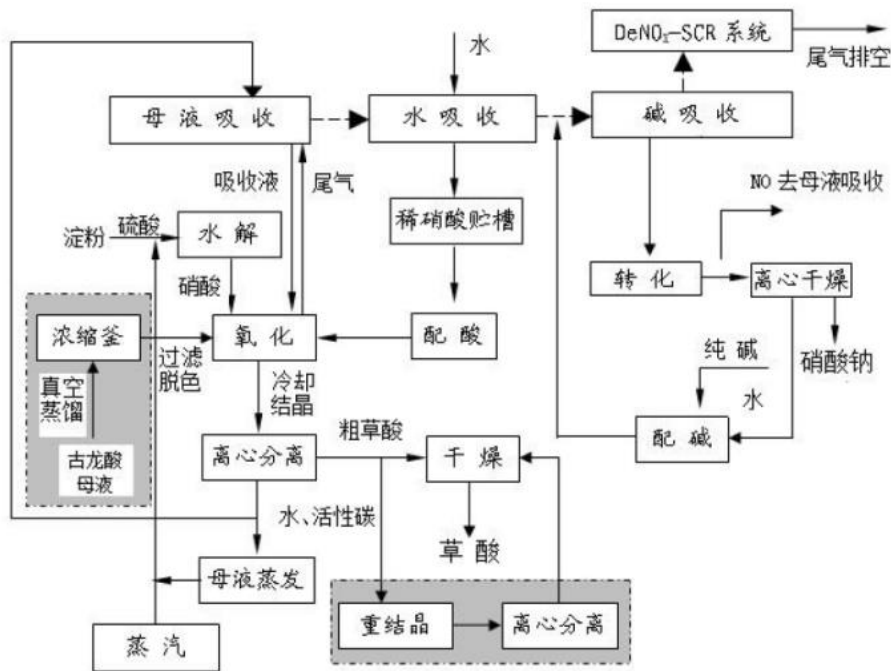 DeNOₓ-SCR 系统
尾气排空
水
母液吸收
水吸收
碱吸收
吸收液
尾气
NO 去母液吸收
淀粉
硫酸
水解
稀硝酸贮槽
硝酸
转化
离心干燥
浓缩釜
过滤
脱色
氧化
配酸
纯碱
硝酸钠
真空
蒸馏
冷却
结晶
水
古龙酸
母液
离心分离
粗草酸
干燥
配碱
水、活性碳
草酸
母液蒸发
重结晶
离心分离
蒸汽